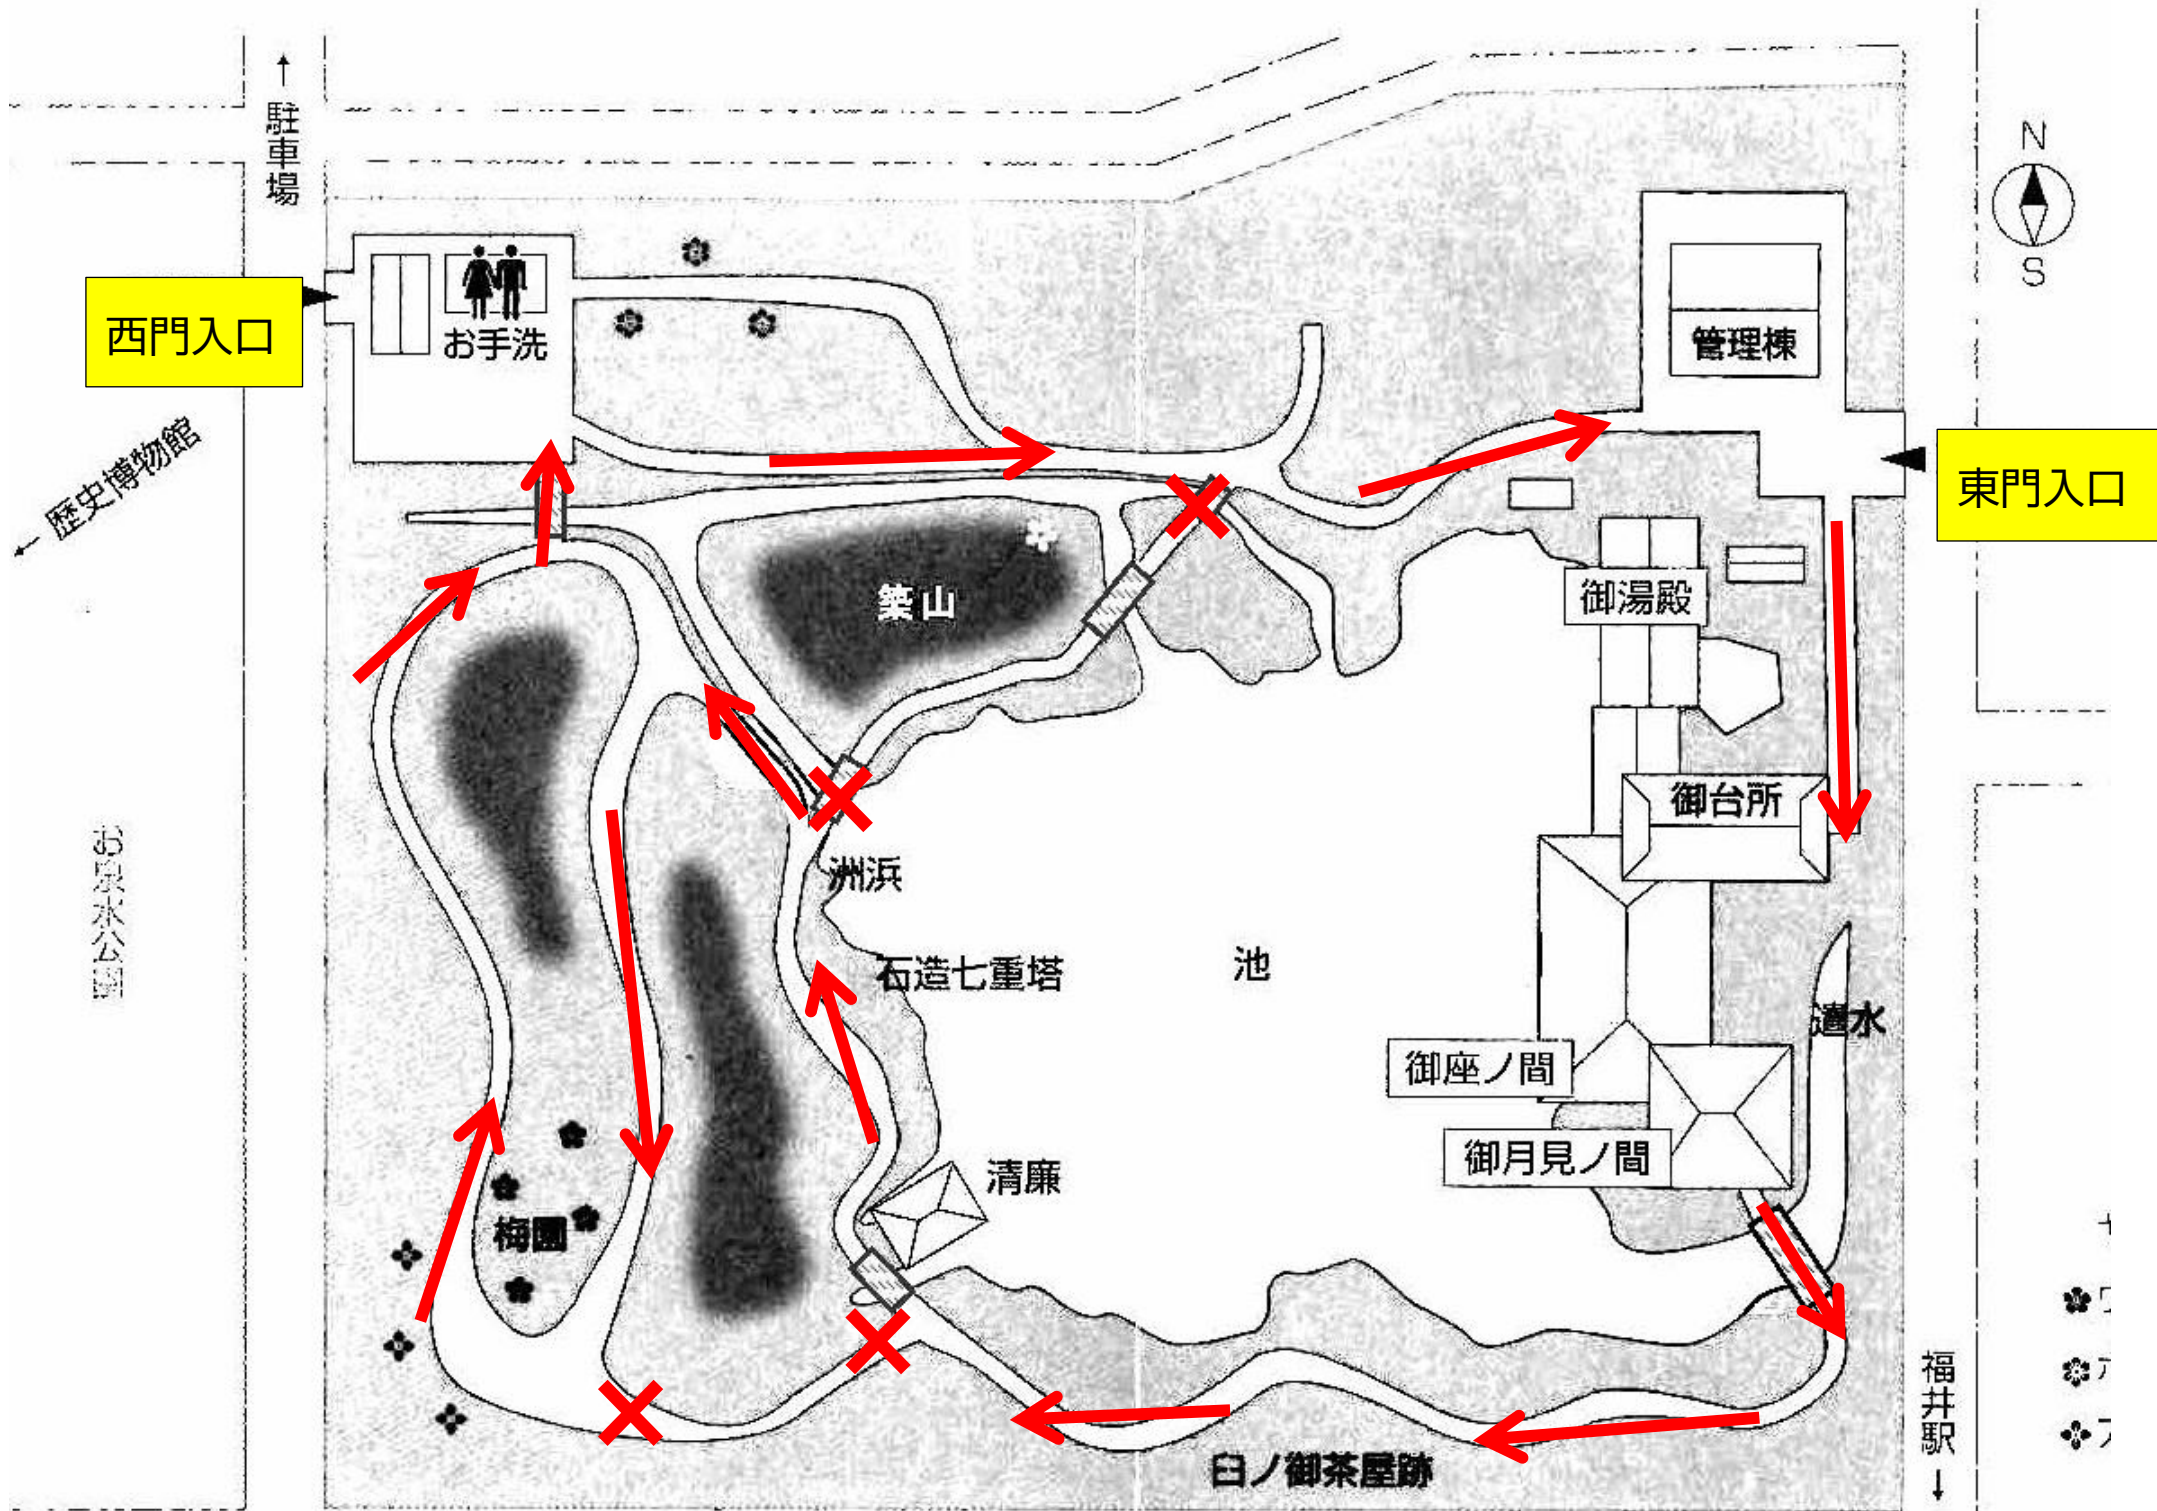 駐車場
N
S
西門入口
お手洗
管理棟
東門入口
歴史博物館
築山
御湯殿
御台所
お泉水公園
洲浜
石造七重塔
池
遣水
御座ノ間
御月見ノ間
清廉
梅園
臼ノ御茶屋跡
福井駅